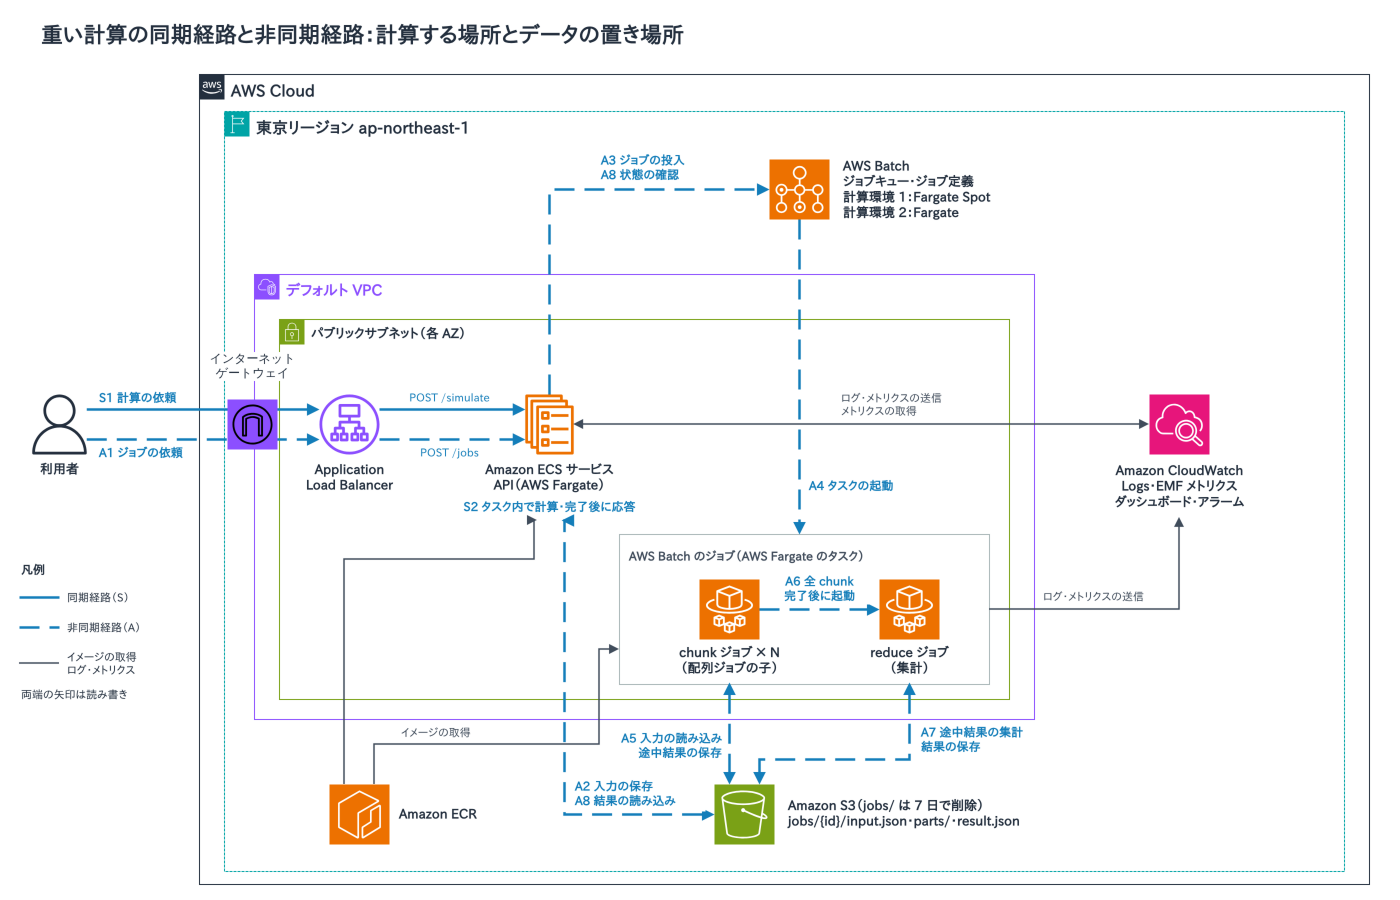 重い計算の同期経路と非同期経路：計算する場所とデータの置き場所
aws
AWS Cloud
東京リージョン ap-northeast-1
A3 ジョブの投入
A8 状態の確認
AWS Batch
ジョブキュー・ジョブ定義
計算環境 1：Fargate Spot
計算環境 2：Fargate
デフォルト VPC
パブリックサブネット（各 AZ）
インターネット
ゲートウェイ
S1 計算の依頼
A1 ジョブの依頼
利用者
POST /simulate
POST /jobs
Application
Load Balancer
Amazon ECS サービス
API（AWS Fargate）
S2 タスク内で計算・完了後に応答
ログ・メトリクスの送信
メトリクスの取得
Amazon CloudWatch
Logs・EMF メトリクス
ダッシュボード・アラーム
A4 タスクの起動
AWS Batch のジョブ（AWS Fargate のタスク）
A6 全 chunk
完了後に起動
chunk ジョブ × N
（配列ジョブの子）
reduce ジョブ
（集計）
ログ・メトリクスの送信
凡例
同期経路（S）
非同期経路（A）
イメージの取得
ログ・メトリクス
両端の矢印は読み書き
イメージの取得
A5 入力の読み込み
途中結果の保存
A7 途中結果の集計
結果の保存
A2 入力の保存
A8 結果の読み込み
Amazon ECR
Amazon S3（jobs/ は 7 日で削除）
jobs/{id}/input.json・parts/・result.json